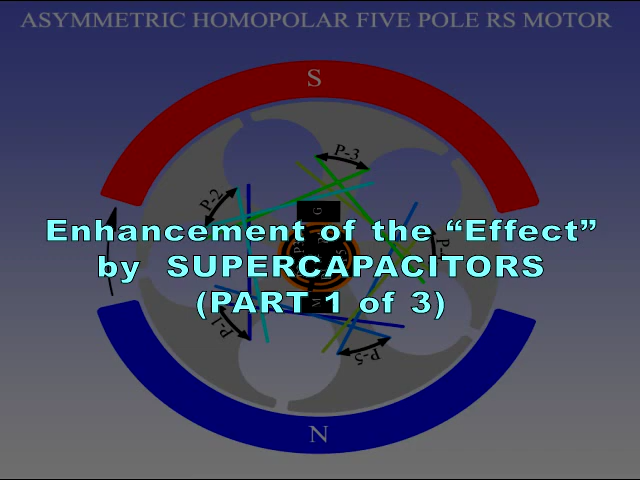 ASYMMETRIC HOMOPOLAR FIVE POLE RS MOTOR
S
P-3
P-2
G
Enhancement of the “Effect”
by SUPERCAPACITORS
(PART 1 of 3)
P-1
P-5
N